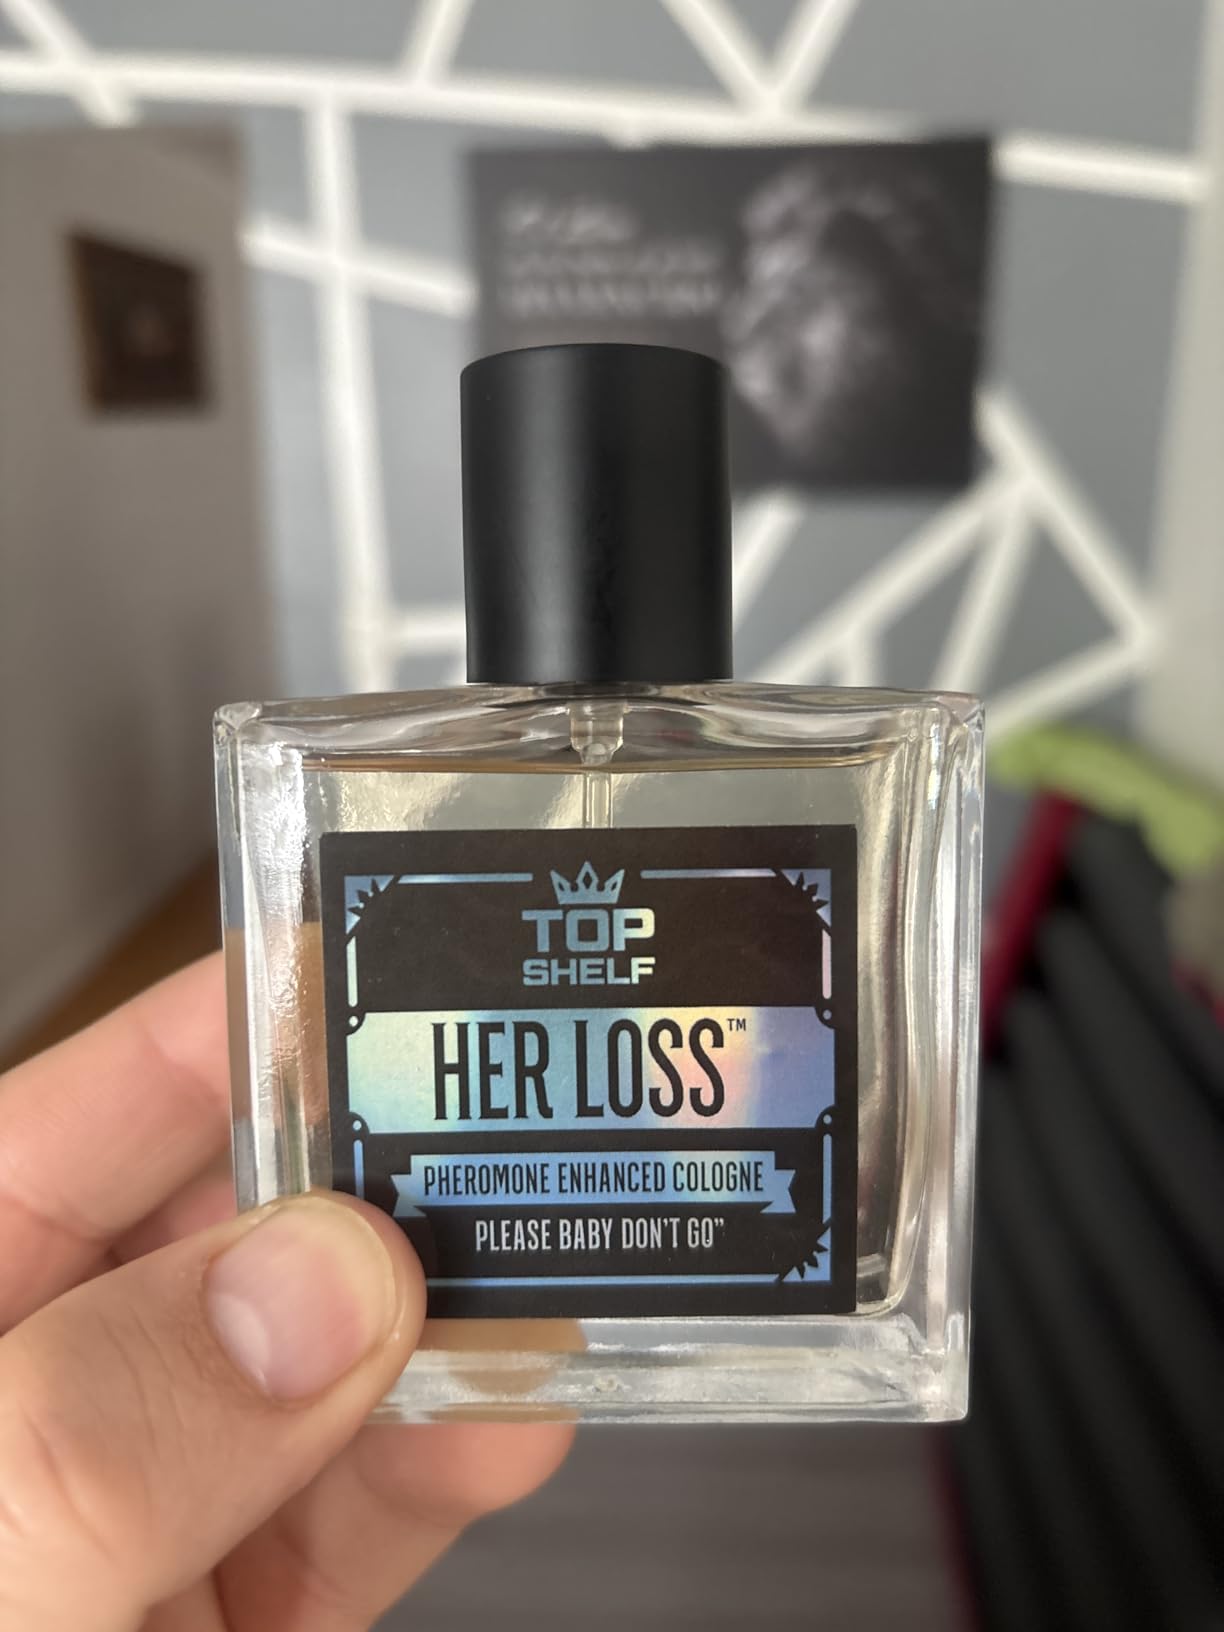 TOP
SHELF
HER LOSS™
PHEROMONE ENHANCED COLOGNE
PLEASE BABY DON'T GO”